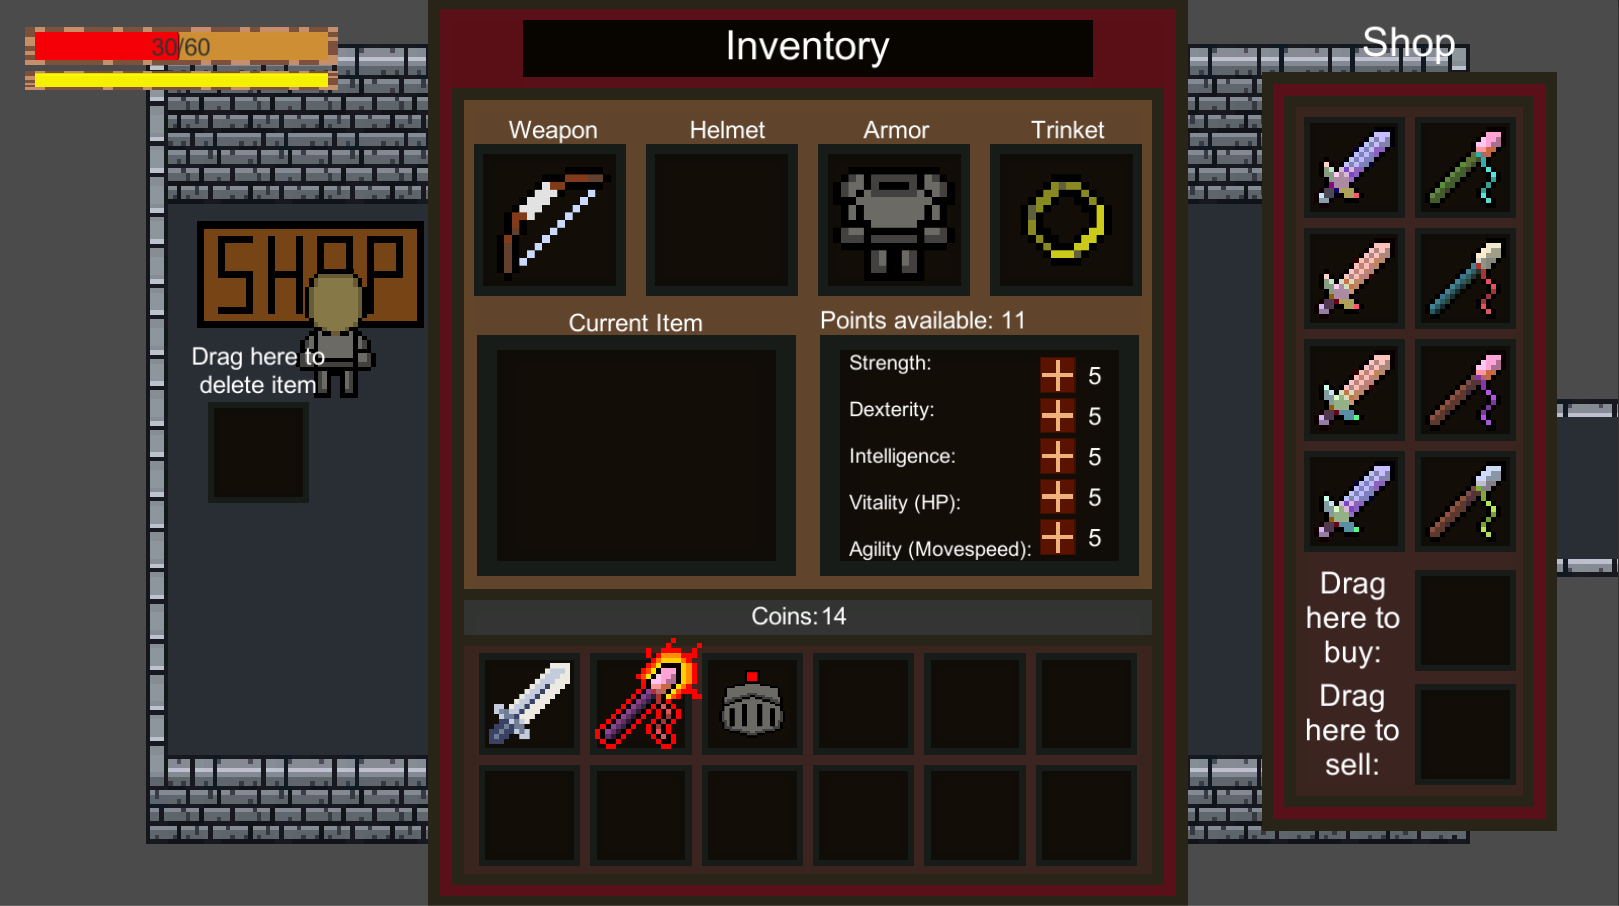 30/60
Inventory
Shop
Weapon
Helmet
Armor
Trinket
SHOP
Drag here to
delete item
Current Item
Points available: 11
Strength:
5
Dexterity:
5
Intelligence:
5
Vitality (HP):
5
Agility (Movespeed):
5
Coins:14
Drag
here to
buy:
Drag
here to
sell: